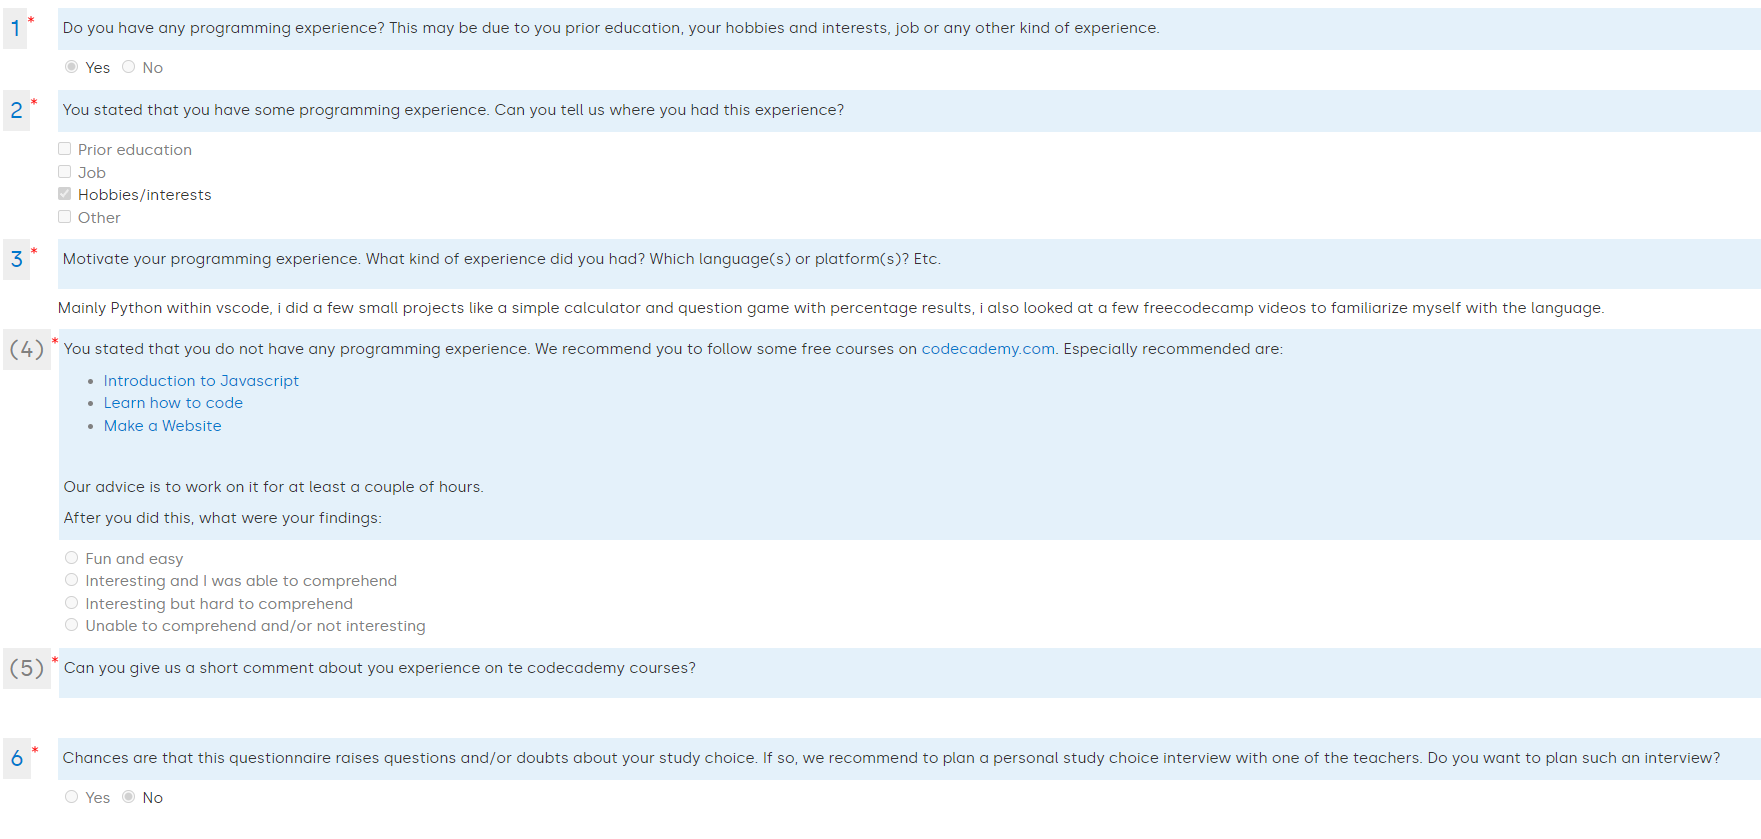 1 * Do you have any programming experience? This may be due to you prior education, your hobbies and interests, job or any other kind of experience.
Yes No
2 * You stated that you have some programming experience. Can you tell us where you had this experience?
Prior education
Job
Hobbies/interests
Other
3 * Motivate your programming experience. What kind of experience did you had? Which language(s) or platform(s)? Etc.
Mainly Python within vscode, i did a few small projects like a simple calculator and question game with percentage results, i also looked at a few freecodecamp videos to familiarize myself with the language.
(4) * You stated that you do not have any programming experience. We recommend you to follow some free courses on codecademy.com. Especially recommended are:
• Introduction to Javascript
• Learn how to code
• Make a Website
Our advice is to work on it for at least a couple of hours.
After you did this, what were your findings:
Fun and easy
Interesting and I was able to comprehend
Interesting but hard to comprehend
Unable to comprehend and/or not interesting
(5) * Can you give us a short comment about you experience on te codecademy courses?
6 * Chances are that this questionnaire raises questions and/or doubts about your study choice. If so, we recommend to plan a personal study choice interview with one of the teachers. Do you want to plan such an interview?
Yes No